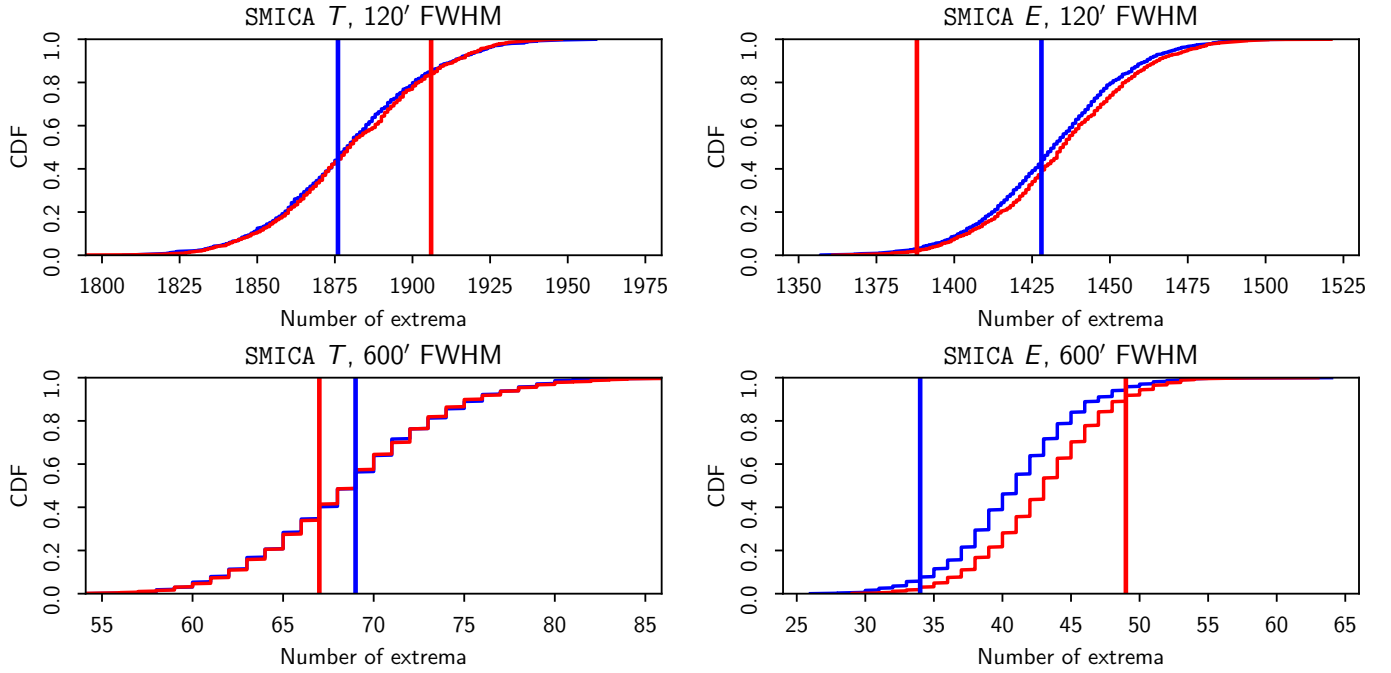 SMICA T, 120′ FWHM
CDF
0.0 0.2 0.4 0.6 0.8 1.0
1800 1825 1850 1875 1900 1925 1950 1975
Number of extrema
SMICA E, 120′ FWHM
CDF
0.0 0.2 0.4 0.6 0.8 1.0
1350 1375 1400 1425 1450 1475 1500 1525
Number of extrema
SMICA T, 600′ FWHM
CDF
0.0 0.2 0.4 0.6 0.8 1.0
55 60 65 70 75 80 85
Number of extrema
SMICA E, 600′ FWHM
CDF
0.0 0.2 0.4 0.6 0.8 1.0
25 30 35 40 45 50 55 60 65
Number of extrema